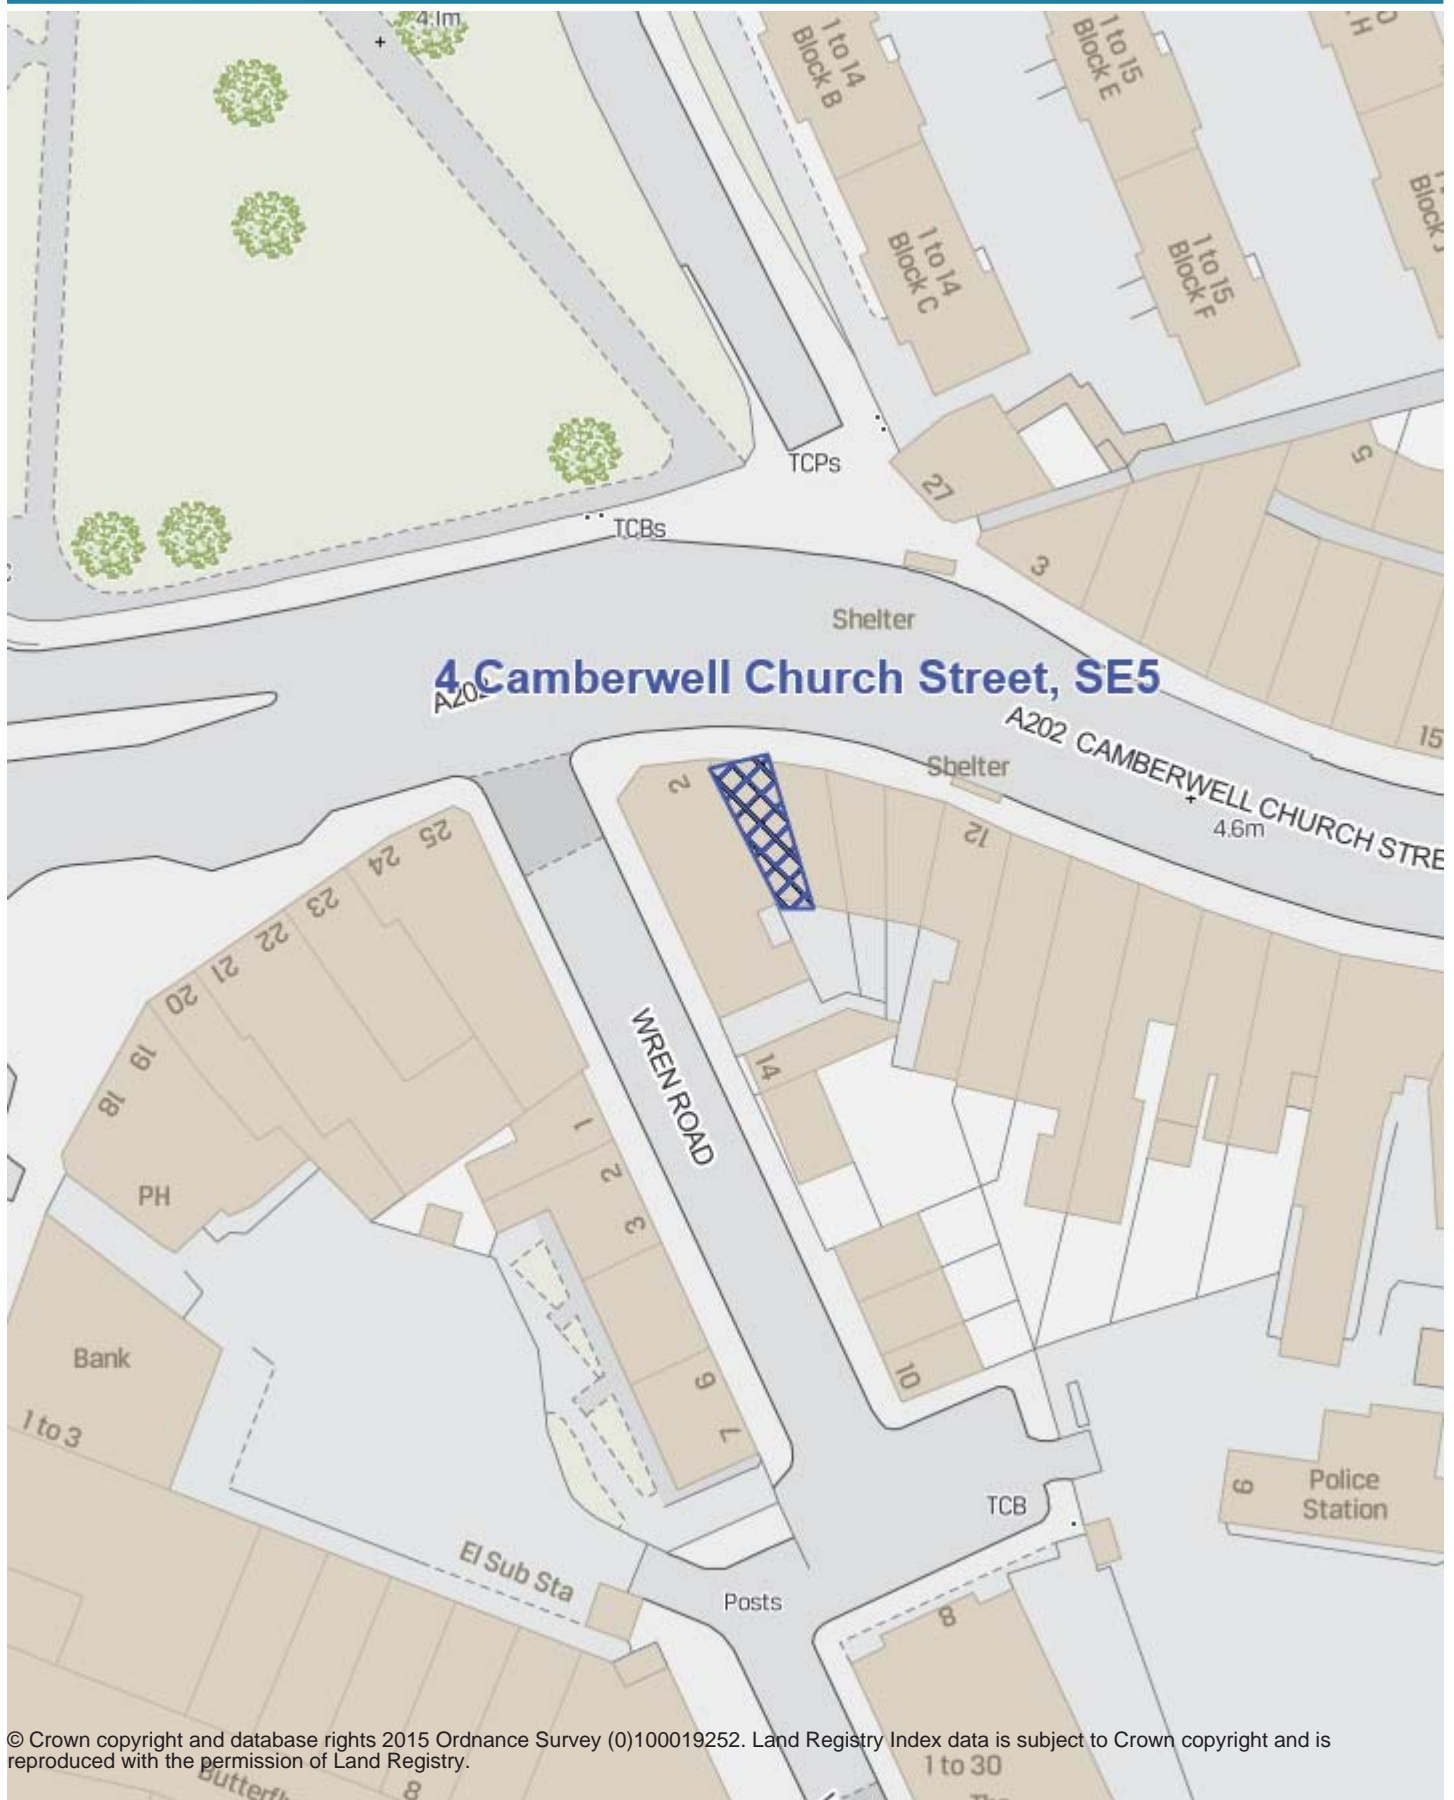 4.1m
1 to 14
Block B
1 to 15
Block E
H
Block J
1 to 14
Block C
1 to 15
Block F
TCPs
27
5
TCBs
3
Shelter
4 Camberwell Church Street, SE5
A202
A202 CAMBERWELL CHURCH STRE
15
Shelter
2
12
4.6m
25
24
23
22
21
20
19
18
WREN ROAD
14
1
2
3
PH
Bank
1 to 3
6
7
10
9
Police
Station
TCB
El Sub Sta
Posts
8
© Crown copyright and database rights 2015 Ordnance Survey (0)100019252. Land Registry Index data is subject to Crown copyright and is
reproduced with the permission of Land Registry.
1 to 30
8